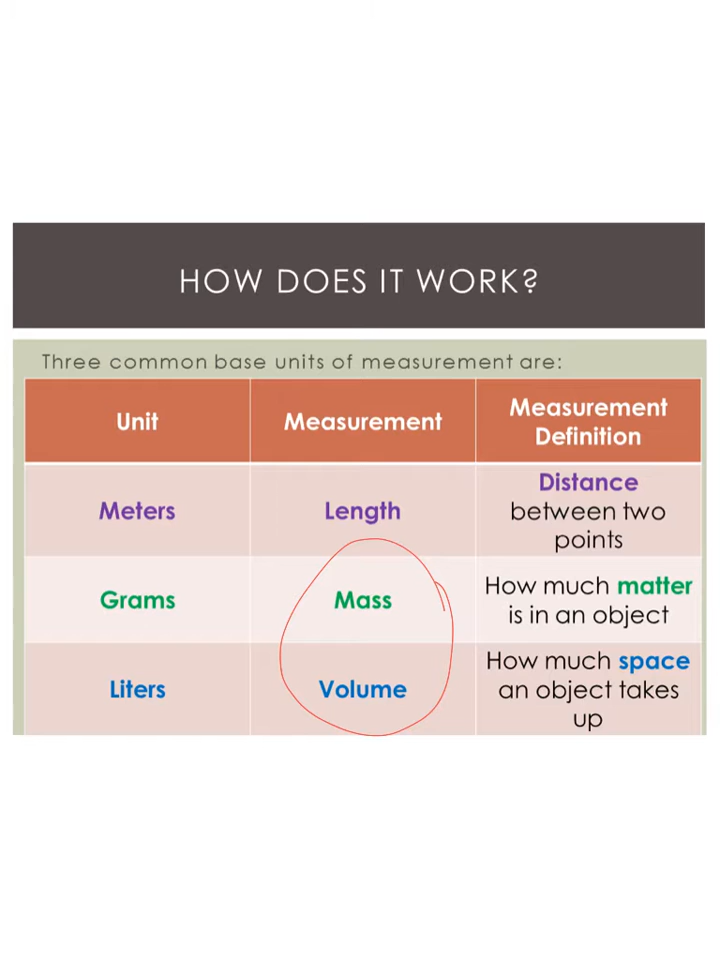 HOW DOES IT WORK?
Three common base units of measurement are:
Unit
Measurement
Measurement
Definition
Meters
Length
Distance
between two
points
Grams
Mass
How much matter
is in an object
Liters
Volume
How much space
an object takes
up